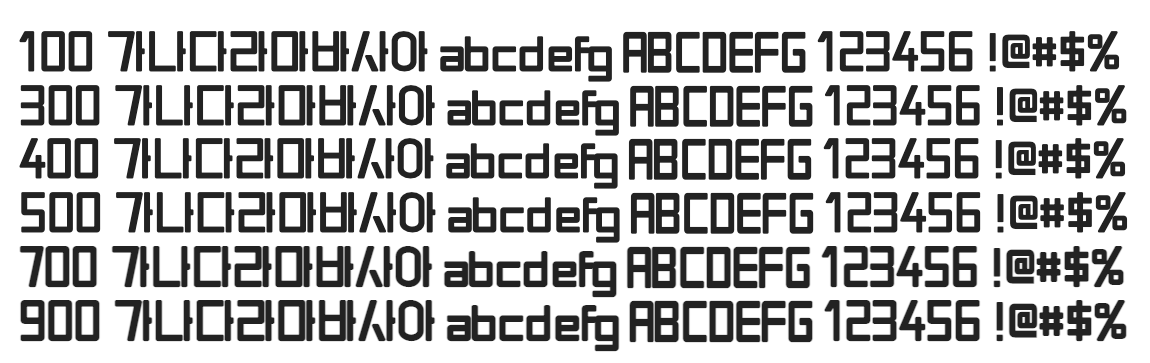 100 가나다라마바사아 abcdefg ABCDEFG 123456 !@#$%
300 가나다라마바사아 abcdefg ABCDEFG 123456 !@#$%
400 가나다라마바사아 abcdefg ABCDEFG 123456 !@#$%
500 가나다라마바사아 abcdefg ABCDEFG 123456 !@#$%
700 가나다라마바사아 abcdefg ABCDEFG 123456 !@#$%
900 가나다라마바사아 abcdefg ABCDEFG 123456 !@#$%